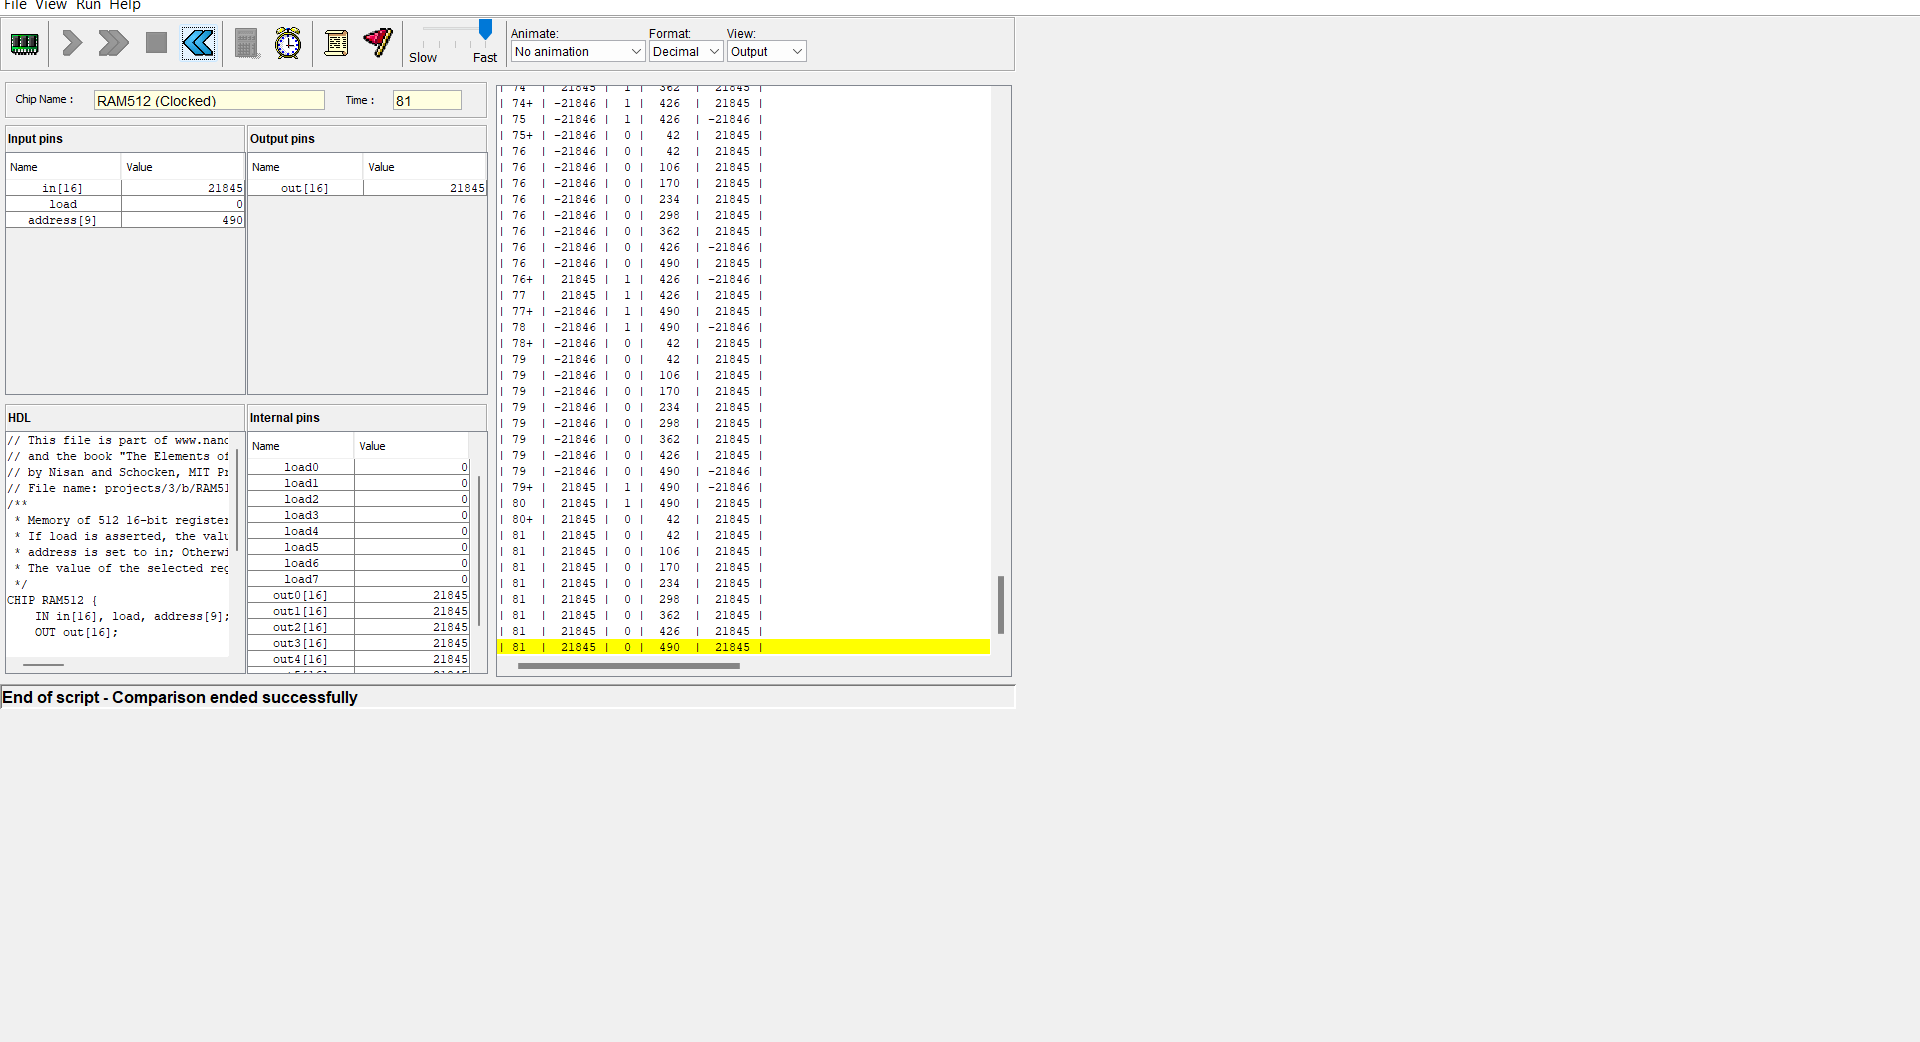 File View Run Help
Animate: Format: View:
Slow Fast No animation Decimal Output
Chip Name : RAM512 (Clocked) Time : 81
Input pins
Name Value
in[16] 21845
load 0
address[9] 490
Output pins
Name Value
out[16] 21845
HDL
// This file is part of www.nand
// and the book "The Elements of
// by Nisan and Schocken, MIT Pr
// File name: projects/3/b/RAM51
/**
* Memory of 512 16-bit register
* If load is asserted, the valu
* address is set to in; Otherwi
* The value of the selected reg
*/
CHIP RAM512 {
IN in[16], load, address[9];
OUT out[16];
Internal pins
Name Value
load0 0
load1 0
load2 0
load3 0
load4 0
load5 0
load6 0
load7 0
out0[16] 21845
out1[16] 21845
out2[16] 21845
out3[16] 21845
out4[16] 21845
| 74 | 21845 | 1 | 362 | 21845 |
| 74+ | -21846 | 1 | 426 | 21845 |
| 75 | -21846 | 1 | 426 | -21846 |
| 75+ | -21846 | 0 | 42 | 21845 |
| 76 | -21846 | 0 | 42 | 21845 |
| 76 | -21846 | 0 | 106 | 21845 |
| 76 | -21846 | 0 | 170 | 21845 |
| 76 | -21846 | 0 | 234 | 21845 |
| 76 | -21846 | 0 | 298 | 21845 |
| 76 | -21846 | 0 | 362 | 21845 |
| 76 | -21846 | 0 | 426 | -21846 |
| 76 | -21846 | 0 | 490 | 21845 |
| 76+ | 21845 | 1 | 426 | -21846 |
| 77 | 21845 | 1 | 426 | 21845 |
| 77+ | -21846 | 1 | 490 | 21845 |
| 78 | -21846 | 1 | 490 | -21846 |
| 78+ | -21846 | 0 | 42 | 21845 |
| 79 | -21846 | 0 | 42 | 21845 |
| 79 | -21846 | 0 | 106 | 21845 |
| 79 | -21846 | 0 | 170 | 21845 |
| 79 | -21846 | 0 | 234 | 21845 |
| 79 | -21846 | 0 | 298 | 21845 |
| 79 | -21846 | 0 | 362 | 21845 |
| 79 | -21846 | 0 | 426 | 21845 |
| 79 | -21846 | 0 | 490 | -21846 |
| 79+ | 21845 | 1 | 490 | -21846 |
| 80 | 21845 | 1 | 490 | 21845 |
| 80+ | 21845 | 0 | 42 | 21845 |
| 81 | 21845 | 0 | 42 | 21845 |
| 81 | 21845 | 0 | 106 | 21845 |
| 81 | 21845 | 0 | 170 | 21845 |
| 81 | 21845 | 0 | 234 | 21845 |
| 81 | 21845 | 0 | 298 | 21845 |
| 81 | 21845 | 0 | 362 | 21845 |
| 81 | 21845 | 0 | 426 | 21845 |
| 81 | 21845 | 0 | 490 | 21845 |
End of script - Comparison ended successfully